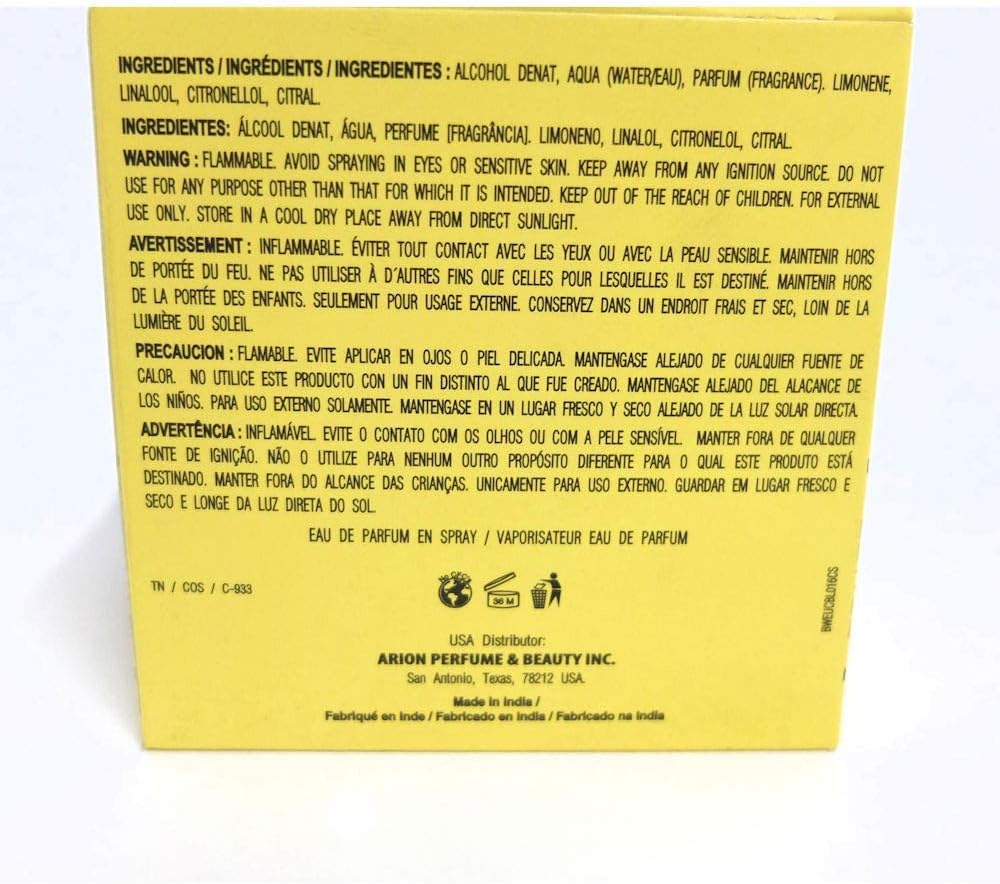 INGREDIENTS / INGRÉDIENTS / INGREDIENTES : ALCOHOL DENAT, AQUA (WATER/EAU), PARFUM (FRAGRANCE). LIMONENE,
LINALOOL, CITRONELLOL, CITRAL.
INGREDIENTES: ÁLCOOL DENAT, ÁGUA, PERFUME [FRAGRÂNCIA]. LIMONENO, LINALOL, CITRONELOL, CITRAL.
WARNING : FLAMMABLE. AVOID SPRAYING IN EYES OR SENSITIVE SKIN. KEEP AWAY FROM ANY IGNITION SOURCE. DO NOT
USE FOR ANY PURPOSE OTHER THAN THAT FOR WHICH IT IS INTENDED. KEEP OUT OF THE REACH OF CHILDREN. FOR EXTERNAL
USE ONLY. STORE IN A COOL DRY PLACE AWAY FROM DIRECT SUNLIGHT.
AVERTISSEMENT : INFLAMMABLE. ÉVITER TOUT CONTACT AVEC LES YEUX OU AVEC LA PEAU SENSIBLE. MAINTENIR HORS
DE PORTÉE DU FEU. NE PAS UTILISER À D´AUTRES FINS QUE CELLES POUR LESQUELLES IL EST DESTINÉ. MAINTENIR HORS
DE LA PORTÉE DES ENFANTS. SEULEMENT POUR USAGE EXTERNE. CONSERVEZ DANS UN ENDROIT FRAIS ET SEC, LOIN DE LA
LUMIÈRE DU SOLEIL.
PRECAUCION : FLAMABLE. EVITE APLICAR EN OJOS O PIEL DELICADA. MANTENGASE ALEJADO DE CUALQUIER FUENTE DE
CALOR. NO UTILICE ESTE PRODUCTO CON UN FIN DISTINTO AL QUE FUE CREADO. MANTENGASE ALEJADO DEL ALACANCE DE
LOS NIÑOS. PARA USO EXTERNO SOLAMENTE. MANTENGASE EN UN LUGAR FRESCO Y SECO ALEJADO DE LA LUZ SOLAR DIRECTA.
ADVERTÊNCIA : INFLAMÁVEL. EVITE O CONTATO COM OS OLHOS OU COM A PELE SENSÍVEL. MANTER FORA DE QUALQUER
FONTE DE IGNIÇÃO. NÃO O UTILIZE PARA NENHUM OUTRO PROPÓSITO DIFERENTE PARA O QUAL ESTE PRODUTO ESTÁ
DESTINADO. MANTER FORA DO ALCANCE DAS CRIANÇAS. UNICAMENTE PARA USO EXTERNO. GUARDAR EM LUGAR FRESCO E
SECO E LONGE DA LUZ DIRETA DO SOL.
EAU DE PARFUM EN SPRAY / VAPORISATEUR EAU DE PARFUM
TN / COS / C-933
No CFC's
36 M
BWEUCBL016CS
USA Distributor:
ARION PERFUME & BEAUTY INC.
San Antonio, Texas, 78212 USA.
Made in India /
Fabriqué en Inde / Fabricado en India / Fabricado na India